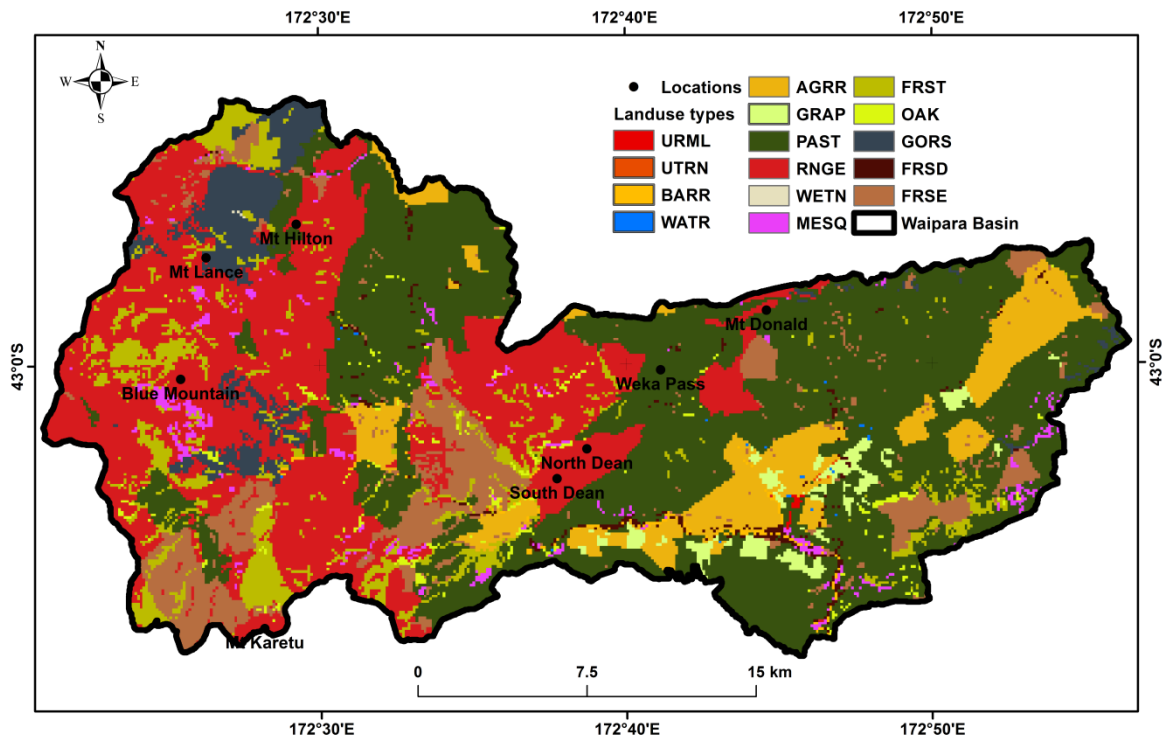 172°30'E 172°40'E 172°50'E
N
W E
S
Locations
Landuse types
URML
UTRN
BARR
WATR
AGRR
GRAP
PAST
RNGE
WETN
MESQ
FRST
OAK
GORS
FRSD
FRSE
Waipara Basin
Mt Hilton
Mt Lance
Mt Donald
43°0'S
43°0'S
Weka Pass
Blue Mountain
North Dean
South Dean
Mt Karetu
0 7.5 15 km
172°30'E 172°40'E 172°50'E